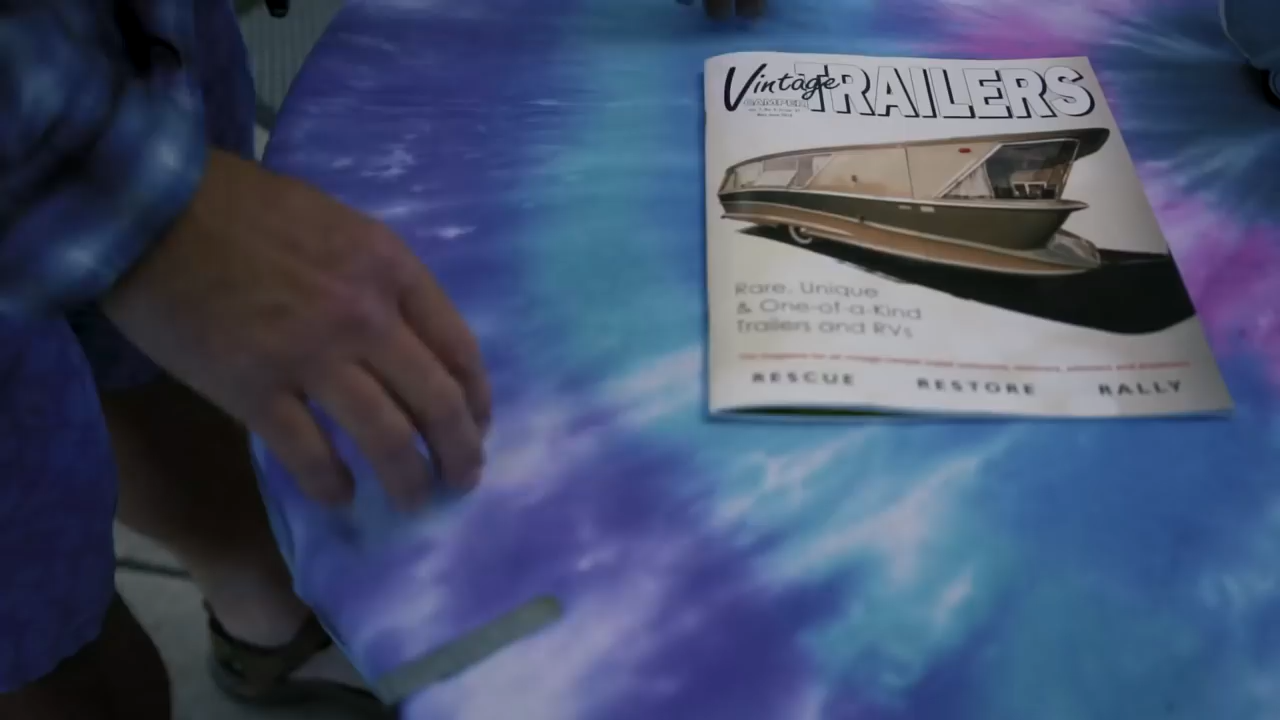 Vintage TRAILERS
CAMPER
Rare, Unique
& One-of-a-Kind
Trailers and RVs
RESCUE RESTORE RALLY